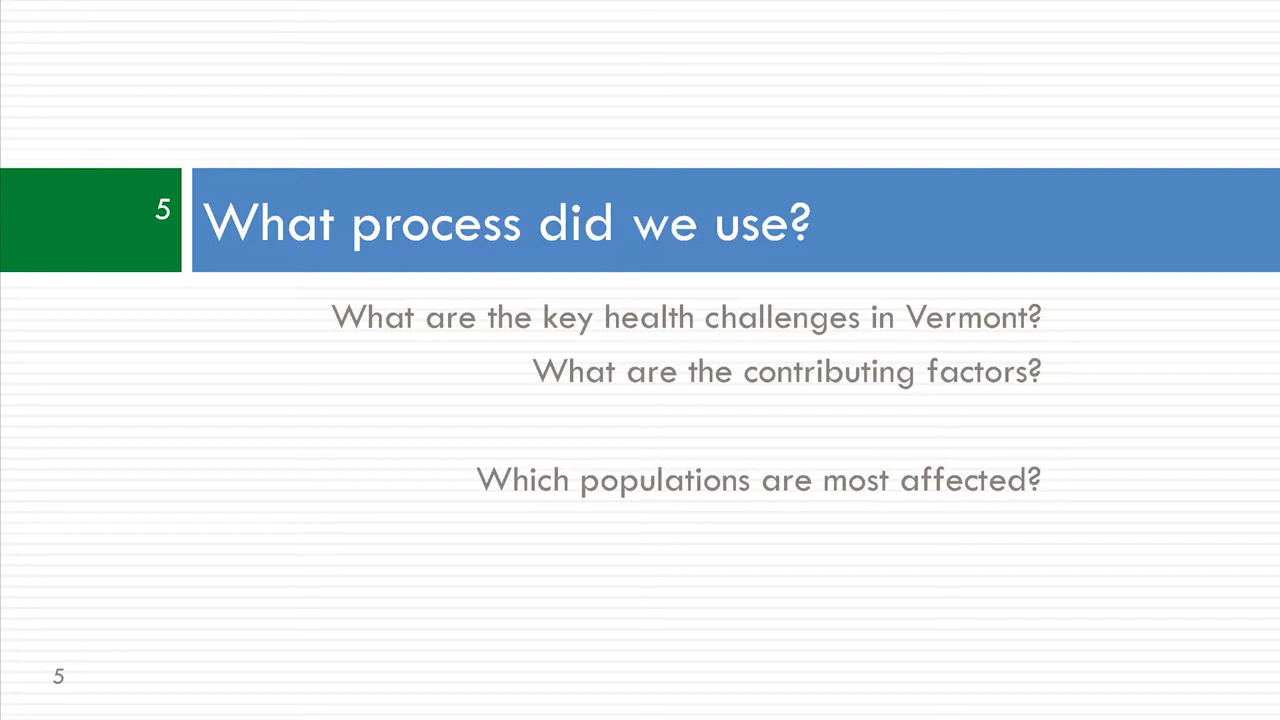 5
What process did we use?
What are the key health challenges in Vermont?
What are the contributing factors?
Which populations are most affected?
5